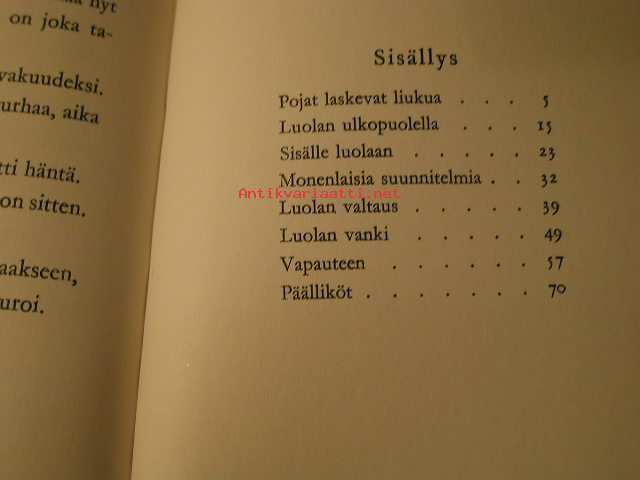 nyt
on joka ta-
vakuudeksi.
urhaa, aika
tti häntä.
on sitten.
aakseen,
uroi.
Sisällys
Pojat laskevat liukua . . . 5
Luolan ulkopuolella . . . . 15
Sisälle luolaan . . . . . 23
Monenlaisia suunnitelmia . . 32
Antikvariaatti.net
Luolan valtaus . . . . . 39
Luolan vanki . . . . . 49
Vapauteen . . . . . . 57
Päälliköt . . . . . . . 70